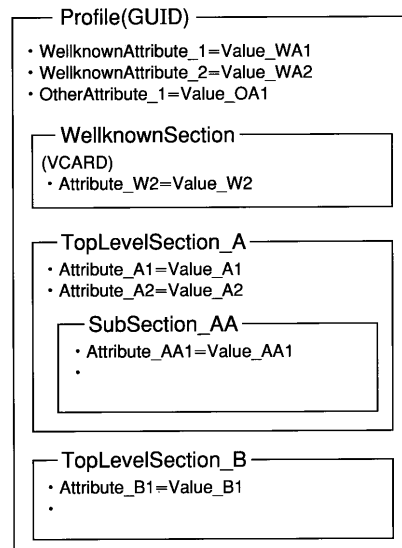 Profile(GUID)
・WellknownAttribute_1=Value_WA1
・WellknownAttribute_2=Value_WA2
・OtherAttribute_1=Value_OA1
WellknownSection
(VCARD)
・Attribute_W2=Value_W2
TopLevelSection_A
・Attribute_A1=Value_A1
・Attribute_A2=Value_A2
SubSection_AA
・Attribute_AA1=Value_AA1
・
TopLevelSection_B
・Attribute_B1=Value_B1
・